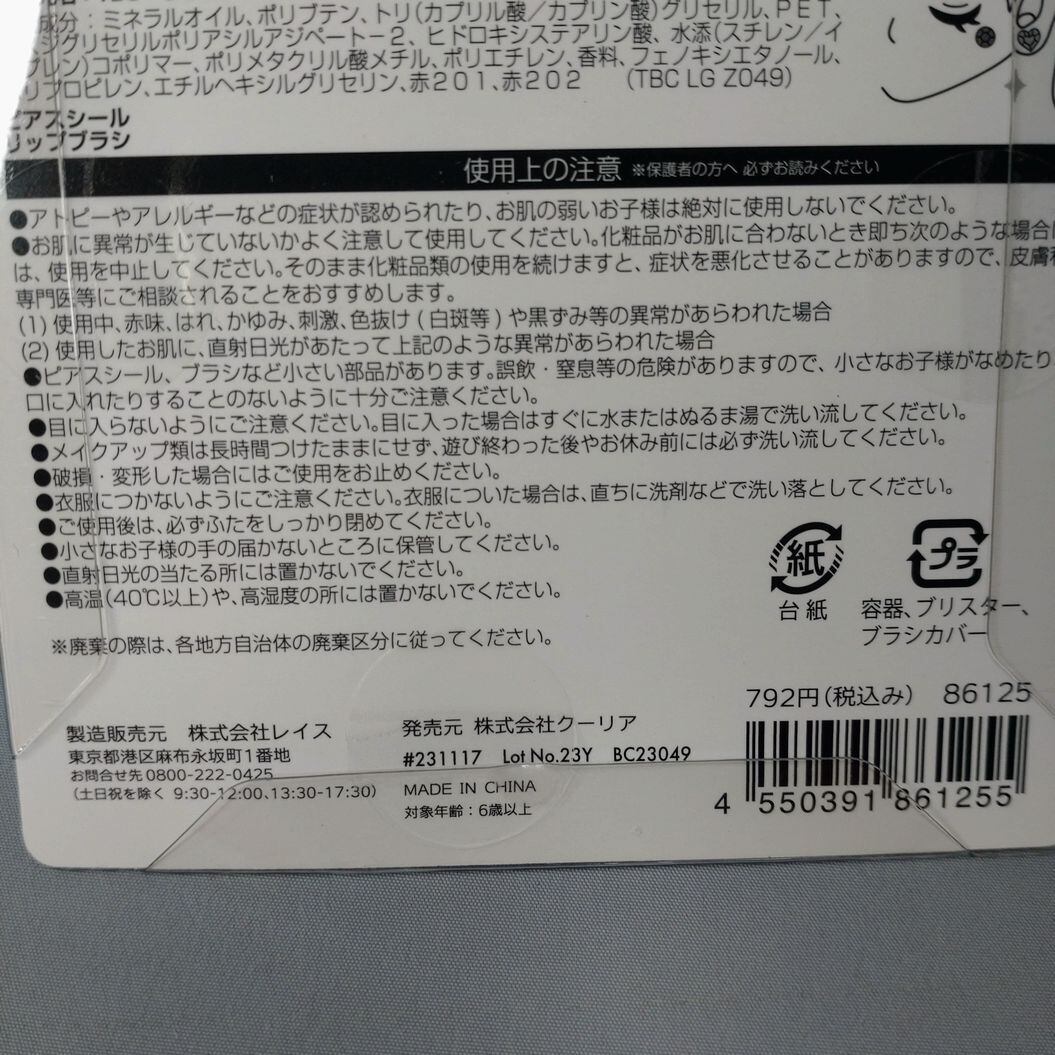 成分：ミネラルオイル、ポリブテン、トリ(カプリル酸／カプリン酸)グリセリル、PET、
ジグリセリルポリアシルアジペート－2、ヒドロキシステアリン酸、水添(スチレン／イ
プレン)コポリマー、ポリメタクリル酸メチル、ポリエチレン、香料、フェノキシエタノール、
リプロピレン、エチルヘキシルグリセリン、赤201、赤202　(TBC LG Z049)
ピアスシール
リップブラシ
使用上の注意 ※保護者の方へ 必ずお読みください
●アトピーやアレルギーなどの症状が認められたり、お肌の弱いお子様は絶対に使用しないでください。
●お肌に異常が生じていないかよく注意して使用してください。化粧品がお肌に合わないとき即ち次のような場合に
は、使用を中止してください。そのまま化粧品類の使用を続けますと、症状を悪化させることがありますので、皮膚科
専門医等にご相談されることをおすすめします。
(1) 使用中、赤味、はれ、かゆみ、刺激、色抜け ( 白斑等 ) や黒ずみ等の異常があらわれた場合
(2) 使用したお肌に、直射日光があたって上記のような異常があらわれた場合
●ピアスシール、ブラシなど小さい部品があります。誤飲・窒息等の危険がありますので、小さなお子様がなめたり、
口に入れたりすることのないように十分ご注意ください。
●目に入らないようにご注意ください。目に入った場合はすぐに水またはぬるま湯で洗い流してください。
●メイクアップ類は長時間つけたままにせず、遊び終わった後やお休み前には必ず洗い流してください。
●破損・変形した場合にはご使用をお止めください。
●衣服につかないようにご注意ください。衣服についた場合は、直ちに洗剤などで洗い落としてください。
●ご使用後は、必ずふたをしっかり閉めてください。
●小さなお子様の手の届かないところに保管してください。
●直射日光の当たる所には置かないでください。
●高温(40℃以上)や、高湿度の所には置かないでください。
※廃棄の際は、各地方自治体の廃棄区分に従ってください。
紙
台紙
プラ
容器、ブリスター、
ブラシカバー
792円(税込み)　86125
4 550391 861255
製造販売元　株式会社レイス
東京都港区麻布永坂町1番地
お問合せ先 0800-222-0425
(土日祝を除く 9:30-12:00、13:30-17:30)
発売元 株式会社クーリア
#231117　Lot No.23Y　BC23049
MADE IN CHINA
対象年齢：6歳以上